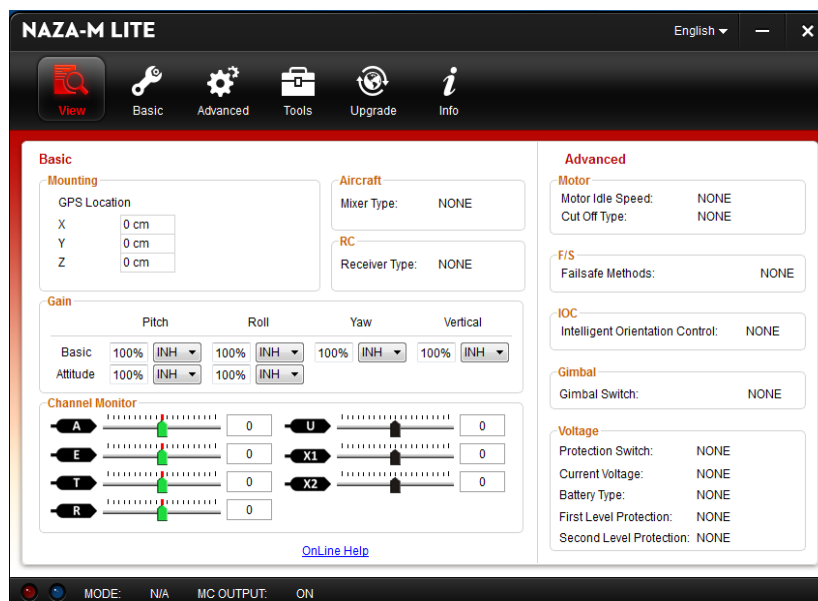 NAZA-M LITE
English
View Basic Advanced Tools Upgrade Info
Basic
Mounting
GPS Location
X 0 cm
Y 0 cm
Z 0 cm
Aircraft
Mixer Type: NONE
RC
Receiver Type: NONE
Gain
Pitch Roll Yaw Vertical
Basic 100% INH 100% INH 100% INH 100% INH
Attitude 100% INH 100% INH
Channel Monitor
A 0 U 0
E 0 X1 0
T 0 X2 0
R 0
OnLine Help
Advanced
Motor
Motor Idle Speed: NONE
Cut Off Type: NONE
F/S
Failsafe Methods: NONE
IOC
Intelligent Orientation Control: NONE
Gimbal
Gimbal Switch: NONE
Voltage
Protection Switch: NONE
Current Voltage: NONE
Battery Type: NONE
First Level Protection: NONE
Second Level Protection: NONE
MODE: N/A MC OUTPUT: ON